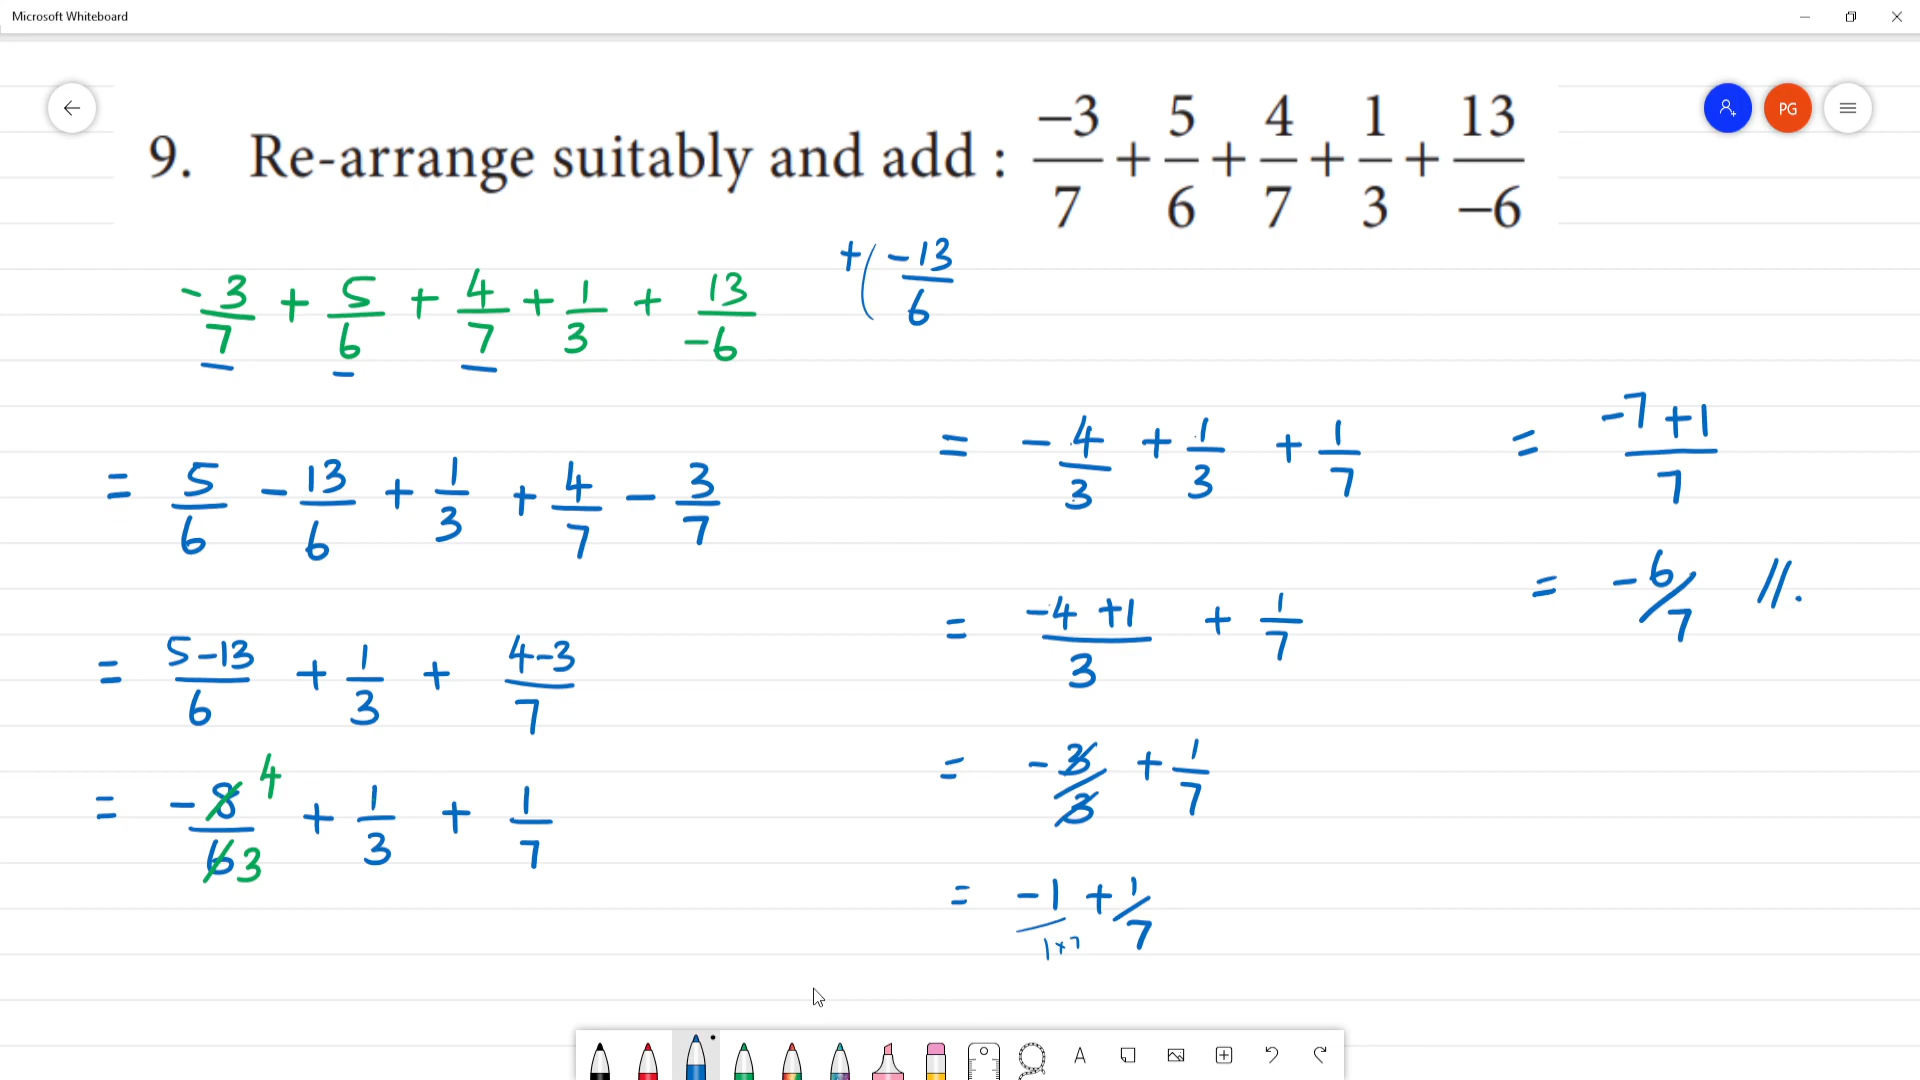 Microsoft Whiteboard
PG
9. Re-arrange suitably and add : −3/7 + 5/6 + 4/7 + 1/3 + 13/−6
-3/7 + 5/6 + 4/7 + 1/3 + 13/-6
+(-13/6
= 5/6 - 13/6 + 1/3 + 4/7 - 3/7
= 5-13/6 + 1/3 + 4-3/7
= -8/6 4 3 + 1/3 + 1/7
= -4/3 + 1/3 + 1/7
= -4+1/3 + 1/7
= -3/3 + 1/7
= -1 + 1/7
1×7
= -7+1/7
= -6/7 //.
A